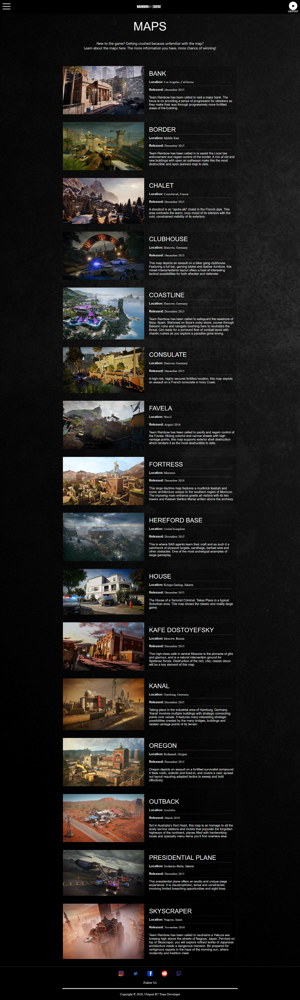 RAINBOW SIEGE
UBIPOST
MAPS
New to the game? Getting crushed because unfamiliar with the map?
Learn about the maps here. The more information you have, more chance of winning!
BANK
Location: Los Angeles, California
Released: December 2015
Team Rainbow has been called to raid a major bank. The
focus is on providing a sense of progression for attackers as
they make their way through progressively more fortified
areas of the building.
BORDER
Location: Middle East
Released: December 2015
Team Rainbow has been called in to assist the Local law
enforcement and regain control of the border. A mix of old and
new buildings with open air pathways make this the most
destructible and open planned map to date.
CHALET
Location: Courchevel, France
Released: December 2015
A shootout in an “après-ski” chalet in the French alps. This
area contrasts the warm, cozy mood of its interiors with the
cold, constrained visibility of its exteriors.
Die Vier
CLUBHOUSE
Location: Hanover, Germany
Released: December 2015
This map depicts an assault on a biker gang clubhouse.
Featuring a full bar, gaming tables and leather furniture, this
mixed interior/exterior layout offers a host of interesting
tactical possibilities for both attacker and defender.
COASTLINE
Location: Hanover, Germany
Released: December 2015
Team Rainbow has been called to safeguard the seashore of
Ibiza, Spain. Stationed on Ibiza's rocky shore, course through
Balearic ruins and navigate booming bars to neutralize the
threat. Get ready for a surround flow of combat laced with
chaotic rushes as you explore a paradise gone wrong.
CONSULATE
Location: Hanover, Germany
Released: December 2015
A high-risk, highly secured fortified location, this map depicts
an assault on a French consulate in Ivory Coast.
FAVELA
Location: Brazil
Released: August 2016
Team Rainbow has been called to pacify and regain control of
the Favela. Mixing colorful and narrow streets with high
vantage points, this map supports exterior shell destruction
which renders it as the most destructible to date.
FORTRESS
Location: Morocco
Released: December 2018
This large daytime map features a mudbrick kasbah and
iconic architecture unique to the southern region of Morocco.
The imposing main entrance greets all visitors with its two
towers and Kasbah Sehkra Mania written above the archway.
HEREFORD BASE
Location: United Kingdom
Released: December 2015
This is where SAS agents learn their craft and as such it a
patchwork of plywood targets, sandbags, barbed wire and
other obstacles. One of the most archetypal examples of
siege gameplay.
HOUSE
Location: Kelapa Gading, Jakarta
Released: December 2015
The House of a Terrorist Criminal. Takes Place in a typical
Suburban area. This map shows the classic and reality siege
game.
KAFE DOSTOYEFSKY
Location: Moscow, Russia
Released: December 2015
This high-class café in central Moscow is the pinnacle of glitz
and glamour, and is a natural intervention ground for
Spetsnaz forces. Destruction of the rich, chic, classic decor
will be a key element of this map.
KANAL
Location: Hamburg, Germany
Released: December 2015
Taking place in the industrial area of Hamburg, Germany,
'Kanal' involves multiple buildings with strategic connecting
points over canals. It features many interesting strategic
possibilities created by the many bridges, buildings and
related vantage points of its terrain.
OREGON
Location: Redmond, Oregon
Released: December 2015
Oregon depicts an assault on a fortified survivalist compound.
It feels rustic, eclectic and lived-in, and covers a vast, spread
out layout requiring adapted tactics to sweep and hold
effectively.
OUTBACK
Location: Australia
Released: March 2019
Set in Australia's Red Heart, this map is an homage to all the
dusty service stations and motels that populate the forgotten
highways of the continent, places filled with hardworking
locals and specialty menu items you'll find nowhere else.
PRESIDENTIAL PLANE
Location: Sockarno-Hatta, Jakarta
Released: December 2015
This presidential plane offers an exotic and unique siege
experience. It is claustrophobic, tense and constrained,
involving limited breaching opportunities and sight lines.
SKYSCRAPER
Location: Nagoya, Japan
Released: November 2016
Team Rainbow has been called to neutralize a Yakuza war
brewing high above the streets of Nagoya, Japan. Perched on
top of Skyscraper, you will explore refined works of Japanese
architecture inside a dangerous mansion. Be prepared for
vertiginous rappels in the haze of the morning sun, where
modernity and tradition meet.
Follow Us
Copyright © 2020, Ubipost R7 Team Developer